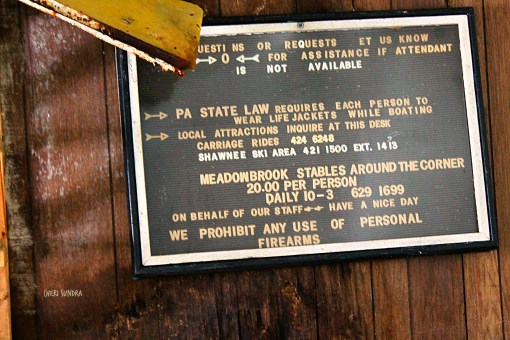 UESTI NS OR REQUESTS ET US KNOW
O FOR ASSISTANCE IF ATTENDANT
IS NOT AVAILABLE
PA STATE LAW REQUIRES EACH PERSON TO
WEAR LIFE JACKETS WHILE BOATING
LOCAL ATTRACTIONS INQUIRE AT THIS DESK
CARRIAGE RIDES 424 6248
SHAWNEE SKI AREA 421 1500 EXT. 1413
MEADOWBROOK STABLES AROUND THE CORNER
20.00 PER PERSON
DAILY 10-3 629 1699
ON BEHALF OF OUR STAFF HAVE A NICE DAY
WE PROHIBIT ANY USE OF PERSONAL
FIREARMS
CHERI SUNDRA